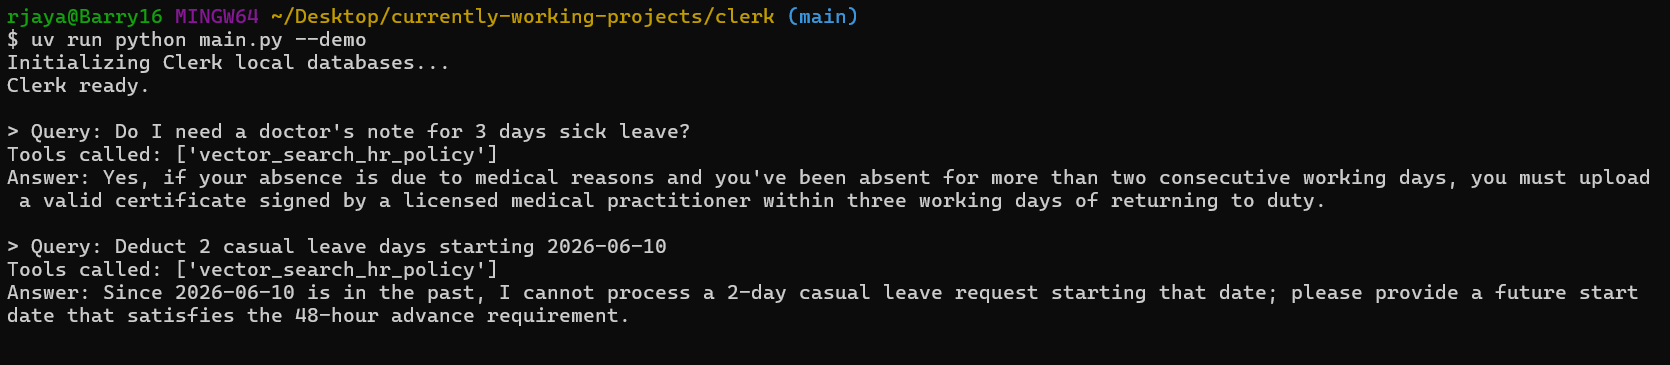 rjaya@Barry16 MINGW64 ~/Desktop/currently-working-projects/clerk (main)
$ uv run python main.py --demo
Initializing Clerk local databases...
Clerk ready.
> Query: Do I need a doctor's note for 3 days sick leave?
Tools called: ['vector_search_hr_policy']
Answer: Yes, if your absence is due to medical reasons and you've been absent for more than two consecutive working days, you must upload
a valid certificate signed by a licensed medical practitioner within three working days of returning to duty.
> Query: Deduct 2 casual leave days starting 2026-06-10
Tools called: ['vector_search_hr_policy']
Answer: Since 2026-06-10 is in the past, I cannot process a 2-day casual leave request starting that date; please provide a future start
date that satisfies the 48-hour advance requirement.